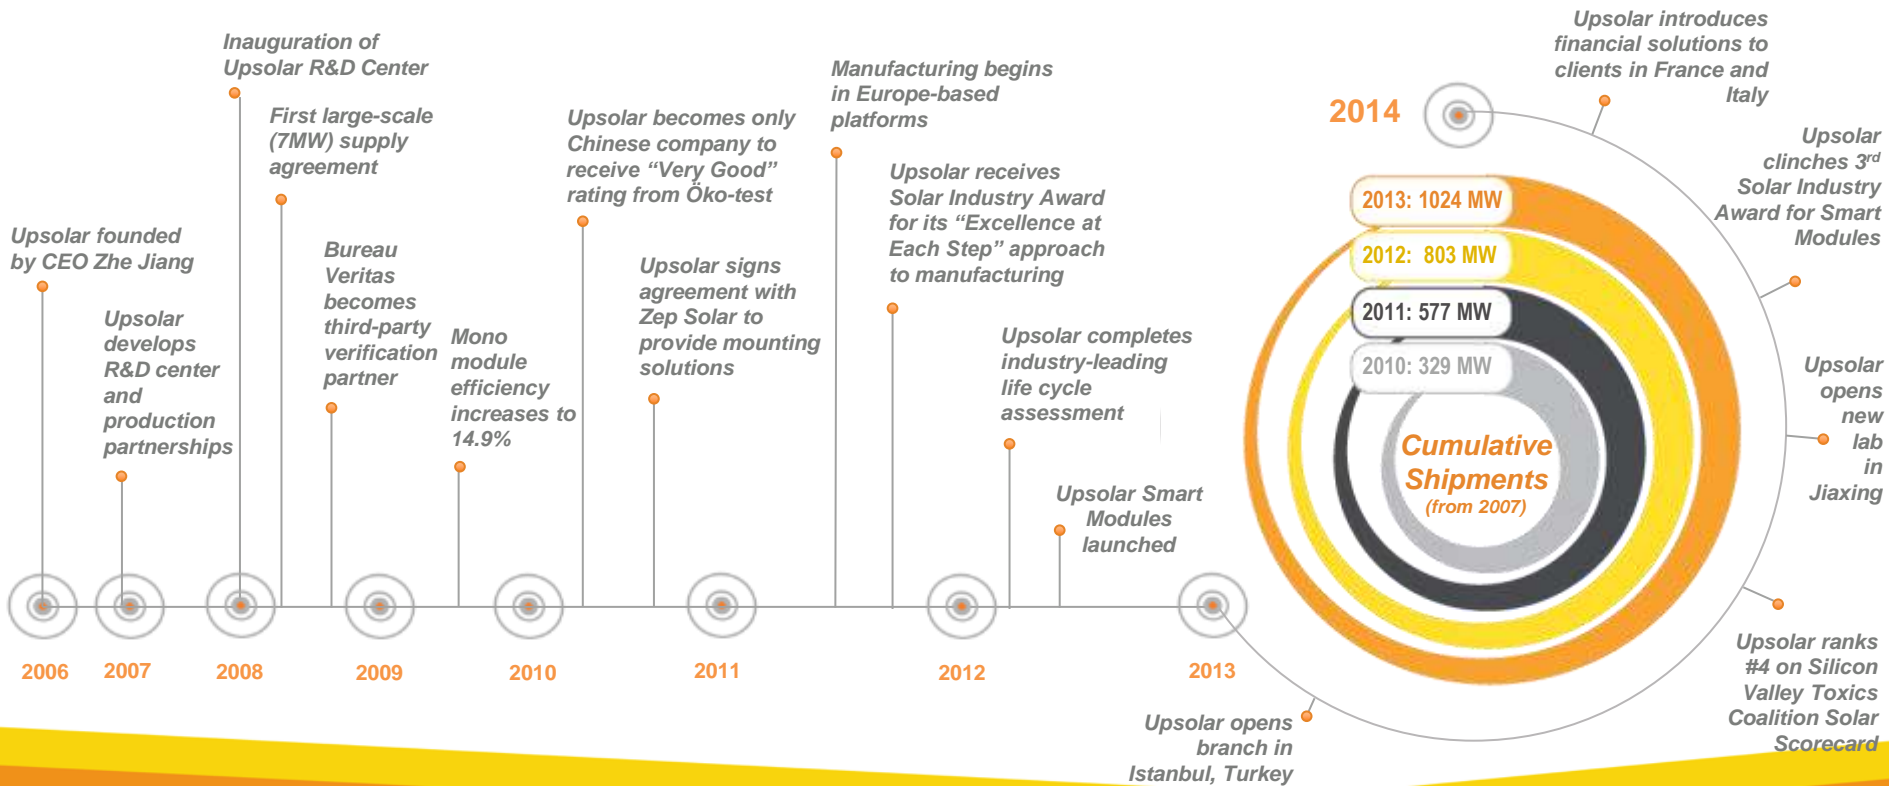 Upsolar founded
by CEO Zhe Jiang
Upsolar
develops
R&D center
and
production
partnerships
Inauguration of
Upsolar R&D Center
First large-scale
(7MW) supply
agreement
Bureau
Veritas
becomes
third-party
verification
partner
Mono
module
efficiency
increases to
14.9%
Upsolar becomes only
Chinese company to
receive “Very Good”
rating from Öko-test
Upsolar signs
agreement with
Zep Solar to
provide mounting
solutions
Manufacturing begins
in Europe-based
platforms
Upsolar receives
Solar Industry Award
for its “Excellence at
Each Step” approach
to manufacturing
Upsolar completes
industry-leading
life cycle
assessment
Upsolar Smart
Modules
launched
2006
2007
2008
2009
2010
2011
2012
2013
Upsolar opens
branch in
Istanbul, Turkey
Upsolar ranks
#4 on Silicon
Valley Toxics
Coalition Solar
Scorecard
Upsolar
opens
new
lab
in
Jiaxing
Upsolar
clinches 3rd
Solar Industry
Award for Smart
Modules
Upsolar introduces
financial solutions to
clients in France and
Italy
2014
2013: 1024 MW
2012: 803 MW
2011: 577 MW
2010: 329 MW
Cumulative
Shipments
(from 2007)